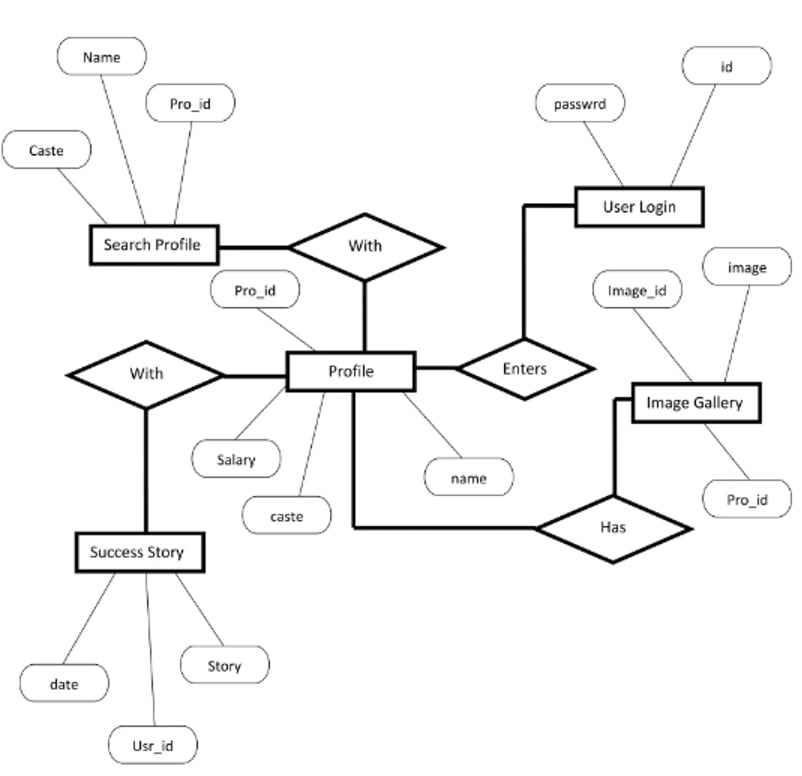 Name
id
Pro_id
passwrd
Caste
User Login
Search Profile
With
image
Pro_id
Image_id
Profile
Enters
With
Image Gallery
Salary
name
Pro_id
caste
Has
Success Story
Story
date
Usr_id